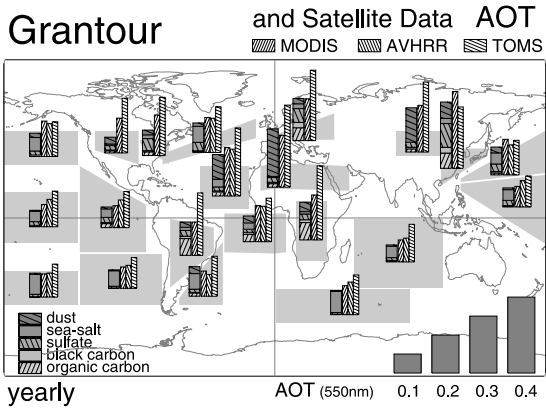 Grantour
and Satellite Data AOT
MODIS AVHRR TOMS
dust
sea-salt
sulfate
black carbon
organic carbon
yearly
AOT (550nm) 0.1 0.2 0.3 0.4